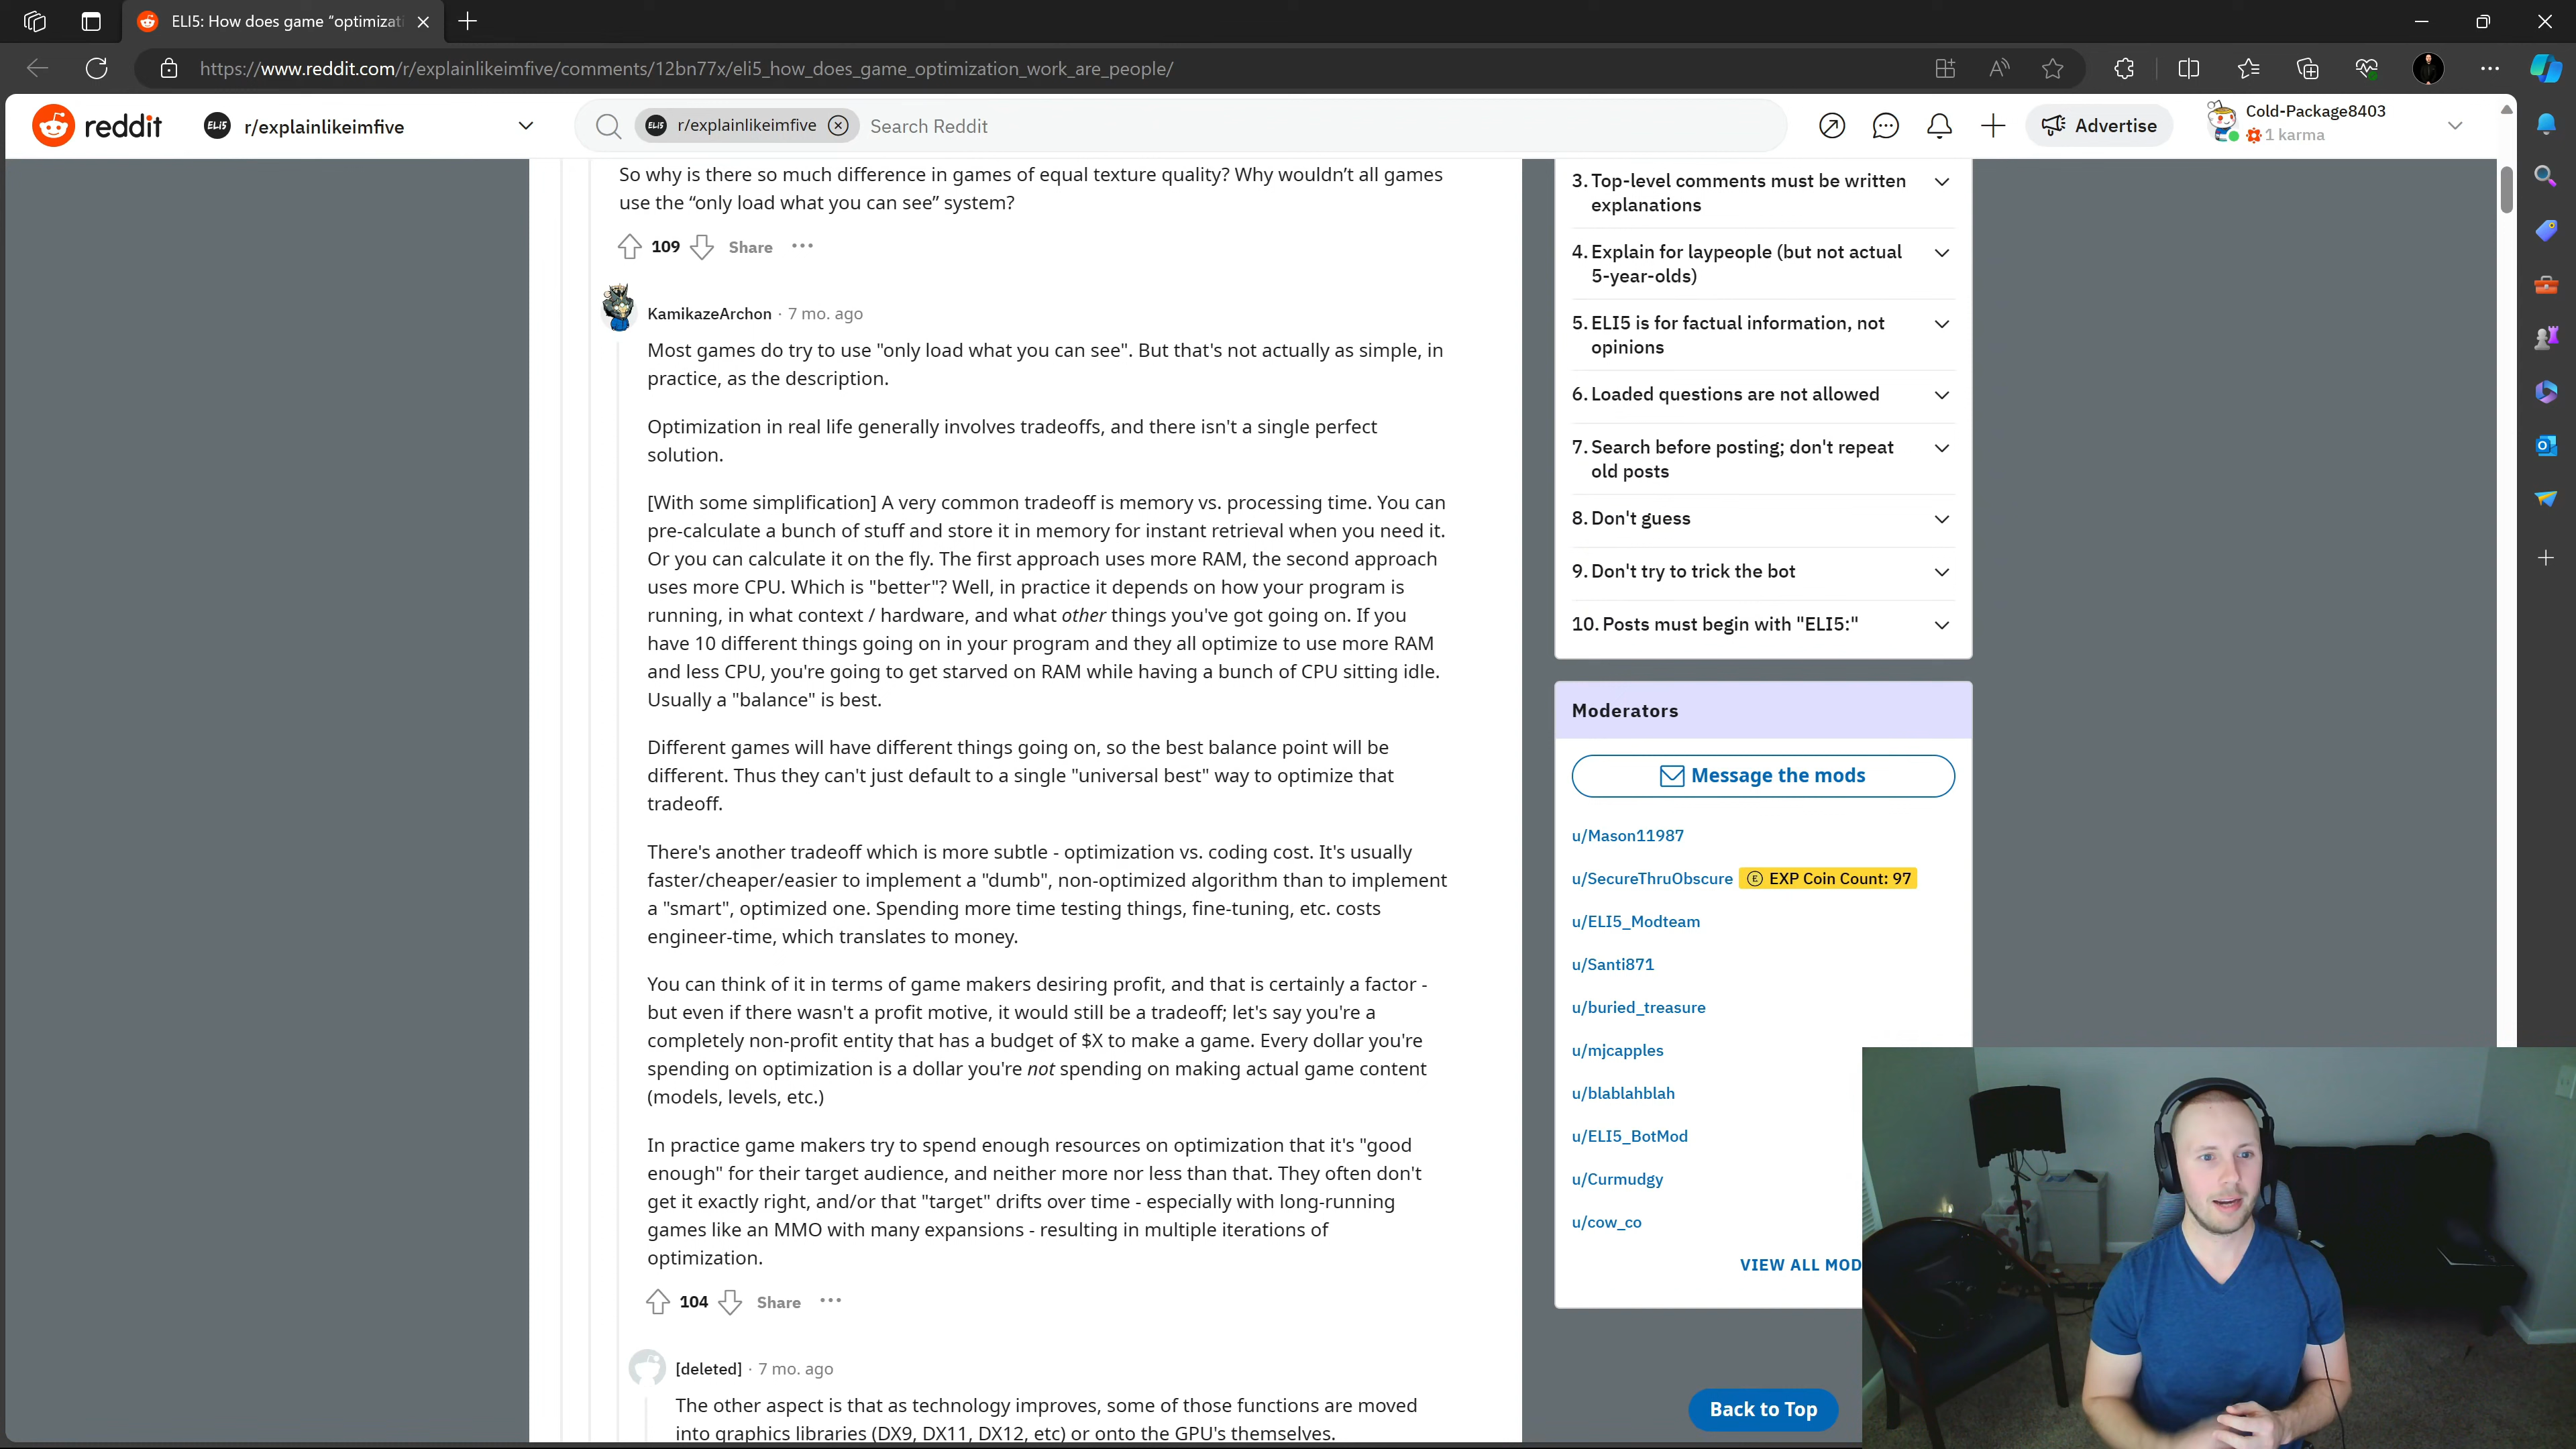 ELI5: How does game “optimizati
https://www.reddit.com/r/explainlikeimfive/comments/12bn77x/eli5_how_does_game_optimization_work_are_people/
reddit
ELI5
r/explainlikeimfive
ELI5
r/explainlikeimfive
Search Reddit
Advertise
Cold-Package8403
1 karma
So why is there so much difference in games of equal texture quality? Why wouldn’t all games
use the “only load what you can see” system?
109
Share
KamikazeArchon · 7 mo. ago
Most games do try to use "only load what you can see". But that's not actually as simple, in
practice, as the description.
Optimization in real life generally involves tradeoffs, and there isn't a single perfect
solution.
[With some simplification] A very common tradeoff is memory vs. processing time. You can
pre-calculate a bunch of stuff and store it in memory for instant retrieval when you need it.
Or you can calculate it on the fly. The first approach uses more RAM, the second approach
uses more CPU. Which is "better"? Well, in practice it depends on how your program is
running, in what context / hardware, and what other things you've got going on. If you
have 10 different things going on in your program and they all optimize to use more RAM
and less CPU, you're going to get starved on RAM while having a bunch of CPU sitting idle.
Usually a "balance" is best.
Different games will have different things going on, so the best balance point will be
different. Thus they can't just default to a single "universal best" way to optimize that
tradeoff.
There's another tradeoff which is more subtle - optimization vs. coding cost. It's usually
faster/cheaper/easier to implement a "dumb", non-optimized algorithm than to implement
a "smart", optimized one. Spending more time testing things, fine-tuning, etc. costs
engineer-time, which translates to money.
You can think of it in terms of game makers desiring profit, and that is certainly a factor -
but even if there wasn't a profit motive, it would still be a tradeoff; let's say you're a
completely non-profit entity that has a budget of $X to make a game. Every dollar you're
spending on optimization is a dollar you're not spending on making actual game content
(models, levels, etc.)
In practice game makers try to spend enough resources on optimization that it's "good
enough" for their target audience, and neither more nor less than that. They often don't
get it exactly right, and/or that "target" drifts over time - especially with long-running
games like an MMO with many expansions - resulting in multiple iterations of
optimization.
104
Share
[deleted] · 7 mo. ago
The other aspect is that as technology improves, some of those functions are moved
into graphics libraries (DX9, DX11, DX12, etc) or onto the GPU's themselves.
3. Top-level comments must be written
explanations
4. Explain for laypeople (but not actual
5-year-olds)
5. ELI5 is for factual information, not
opinions
6. Loaded questions are not allowed
7. Search before posting; don't repeat
old posts
8. Don't guess
9. Don't try to trick the bot
10. Posts must begin with "ELI5:"
Moderators
Message the mods
u/Mason11987
u/SecureThruObscure
EXP Coin Count: 97
u/ELI5_Modteam
u/Santi871
u/buried_treasure
u/mjcapples
u/blablahblah
u/ELI5_BotMod
u/Curmudgy
u/cow_co
VIEW ALL MOD
Back to Top